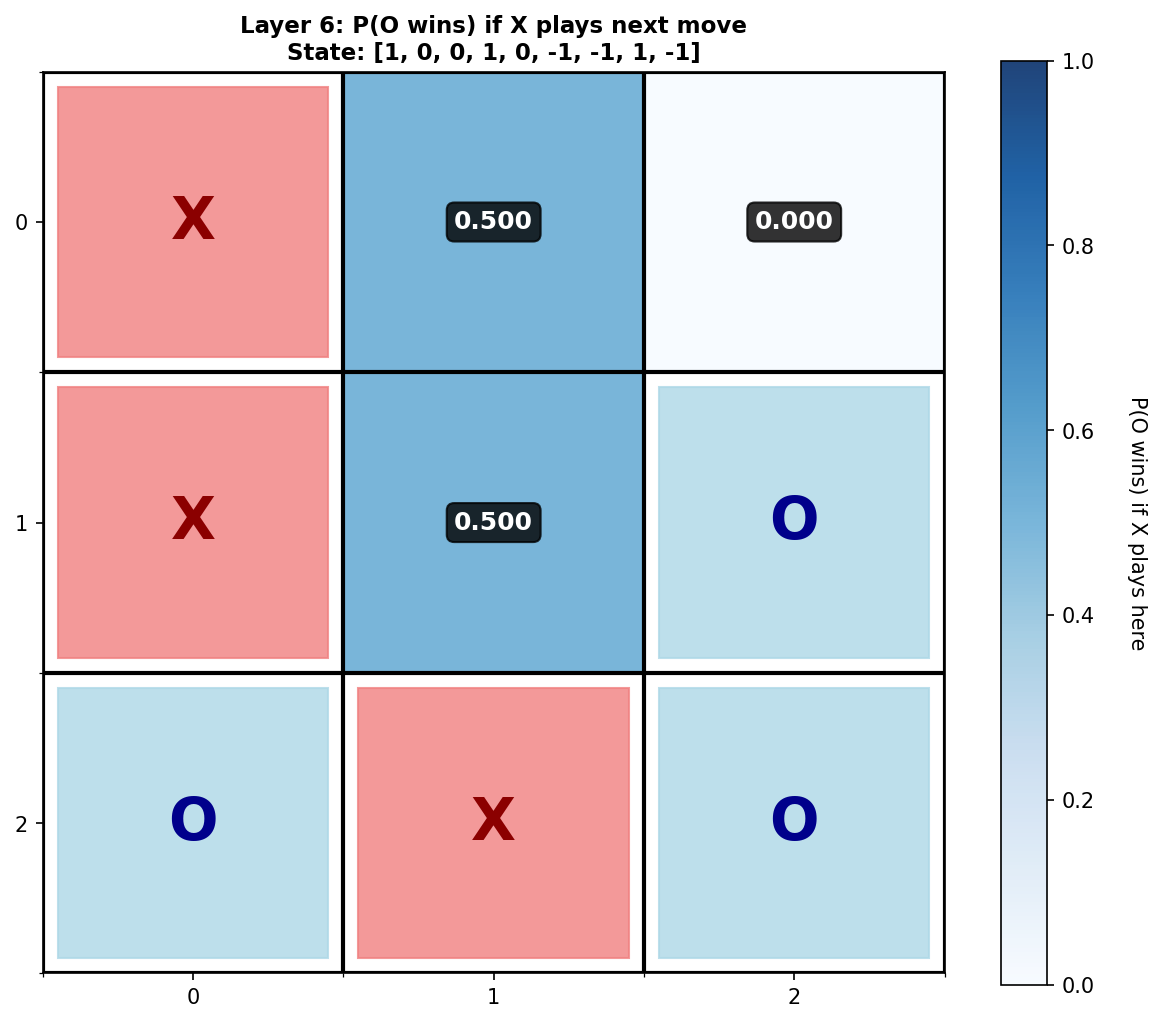 Layer 6: P(O wins) if X plays next move
State: [1, 0, 0, 1, 0, -1, -1, 1, -1]
0
X
0.500
0.000
1
X
0.500
O
2
O
X
O
0
1
2
1.0
0.8
0.6
0.4
0.2
0.0
P(O wins) if X plays here